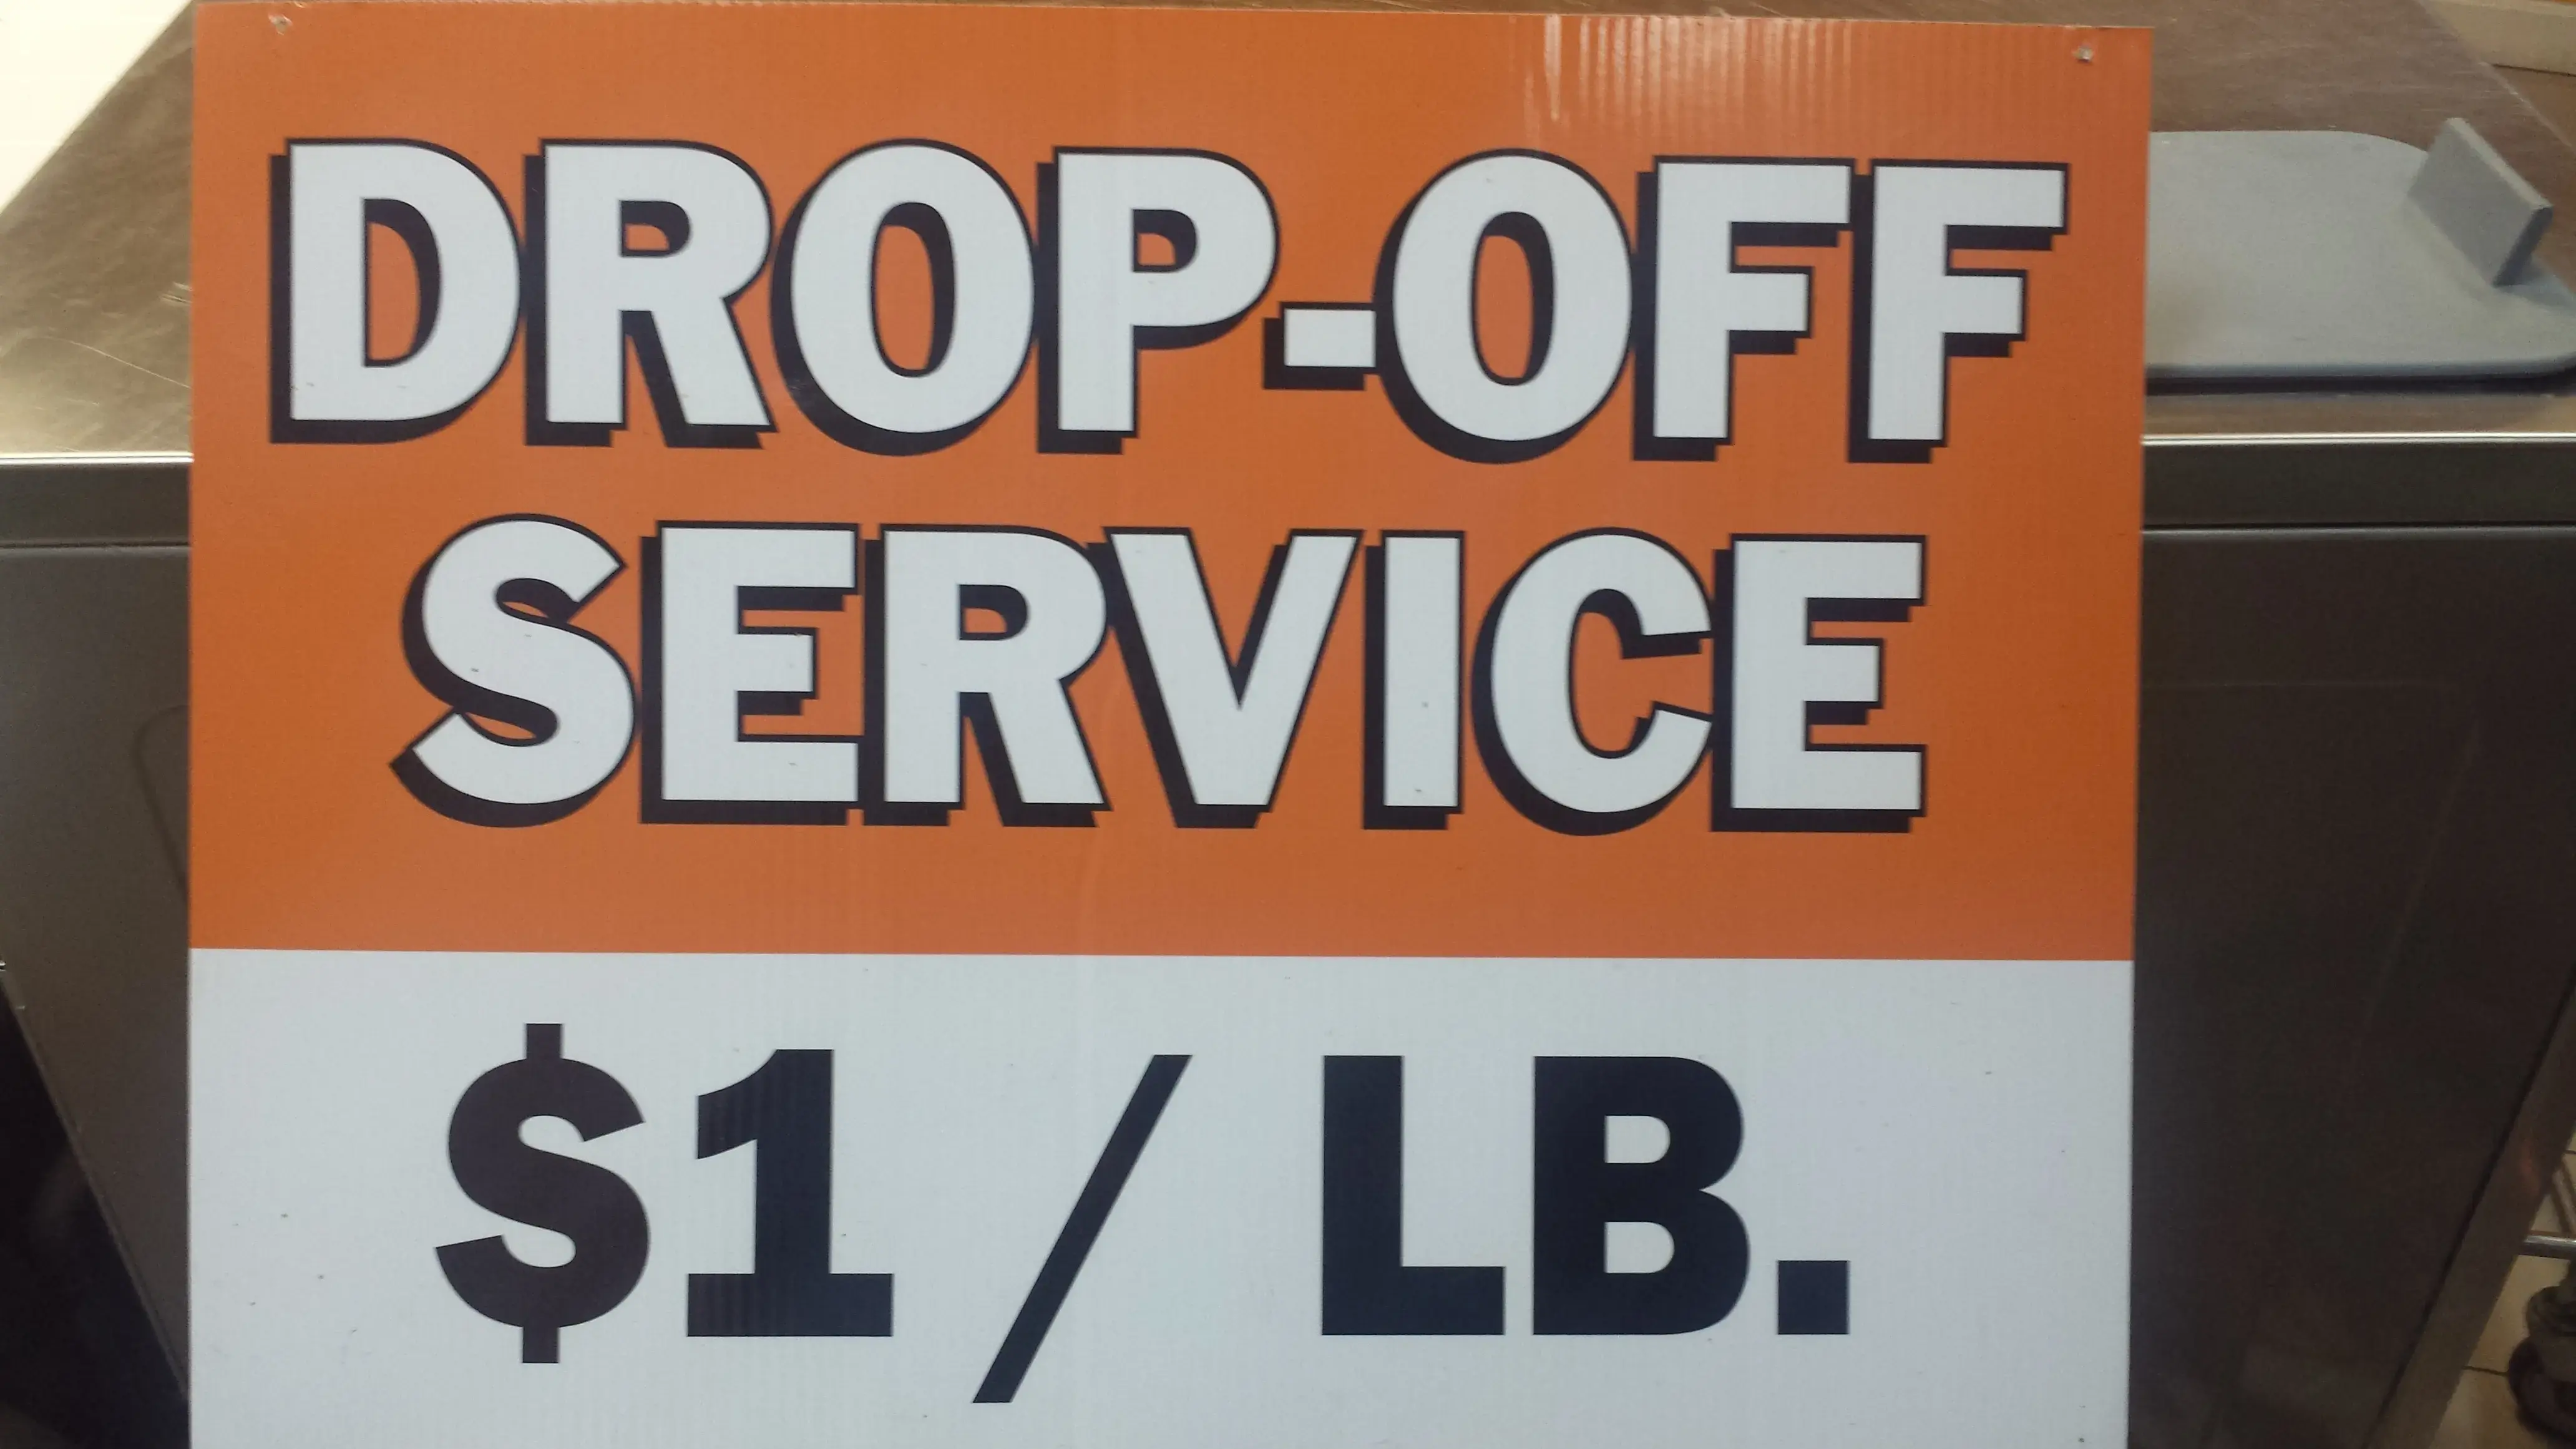 DROP-OFF
SERVICE
$1 / LB.